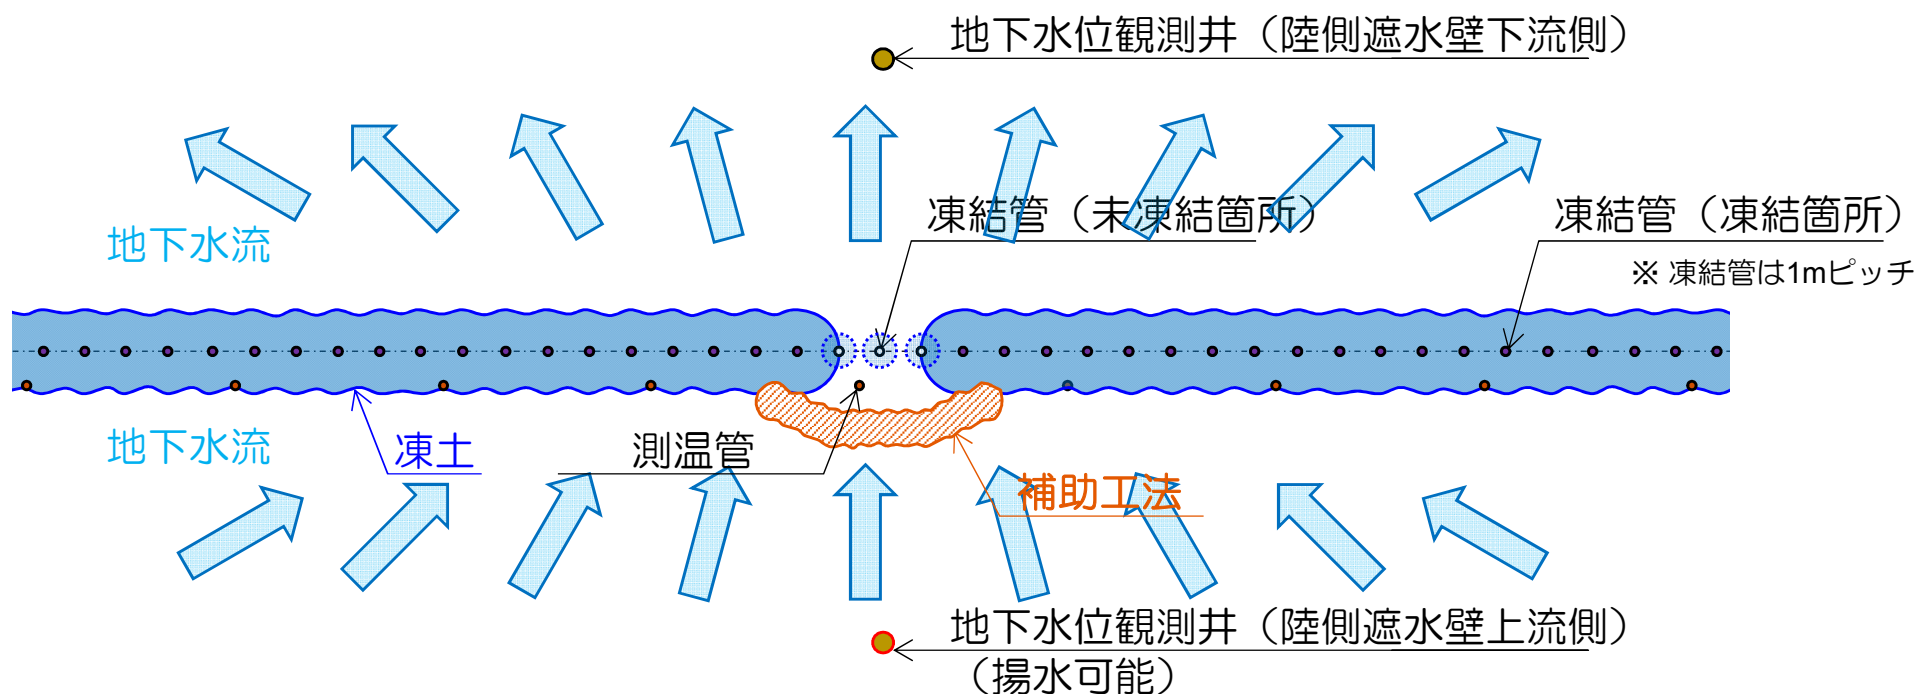 地下水位観測井（陸側遮水壁下流側）
凍結管（未凍結箇所）
凍結管（凍結箇所）
※ 凍結管は1mピッチ
地下水流
地下水流
凍土
測温管
補助工法
地下水位観測井（陸側遮水壁上流側）
（揚水可能）